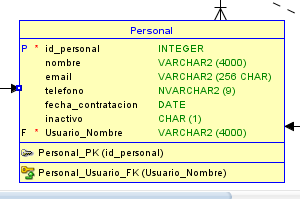 Personal
P * id_personal INTEGER
nombre VARCHAR2 (4000)
email VARCHAR2 (256 CHAR)
telefono NVARCHAR2 (9)
fecha_contratacion DATE
inactivo CHAR (1)
F * Usuario_Nombre VARCHAR2 (4000)
Personal_PK (id_personal)
Personal_Usuario_FK (Usuario_Nombre)